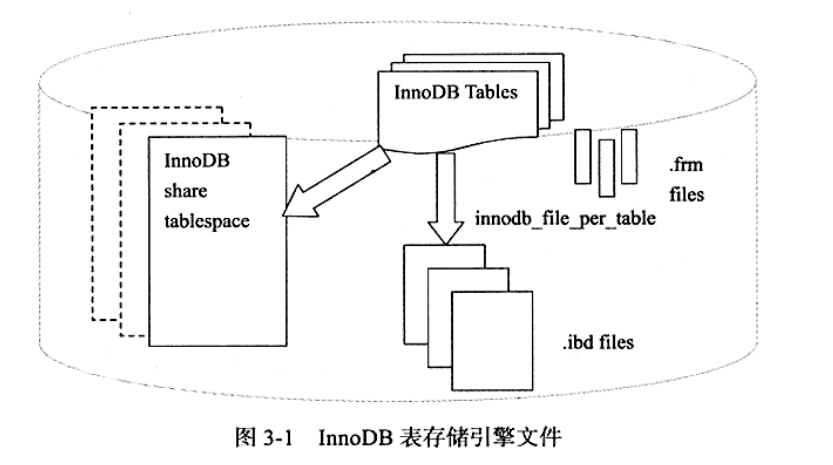 InnoDB Tables
InnoDB
share
tablespace
.frm
files
innodb_file_per_table
.ibd files
图 3-1 InnoDB 表存储引擎文件